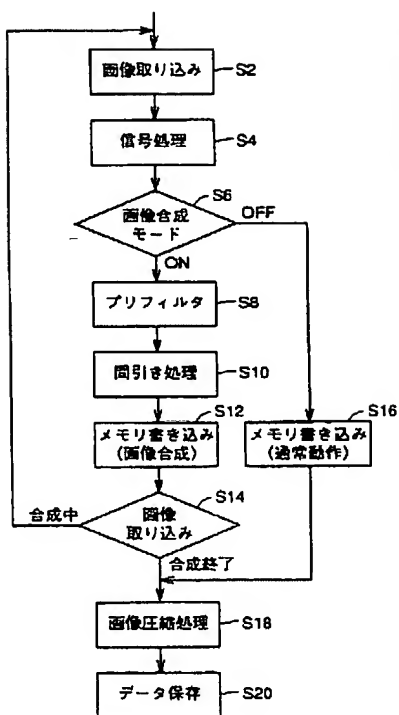 画像取り込み
S2
信号処理
S4
画像合成
モード
S6
OFF
ON
プリフィルタ
S8
間引き処理
S10
S12
メモリ書き込み
(画像合成)
S16
メモリ書き込み
(通常動作)
S14
合成中
画像
取り込み
合成終了
画像圧縮処理
S18
データ保存
S20